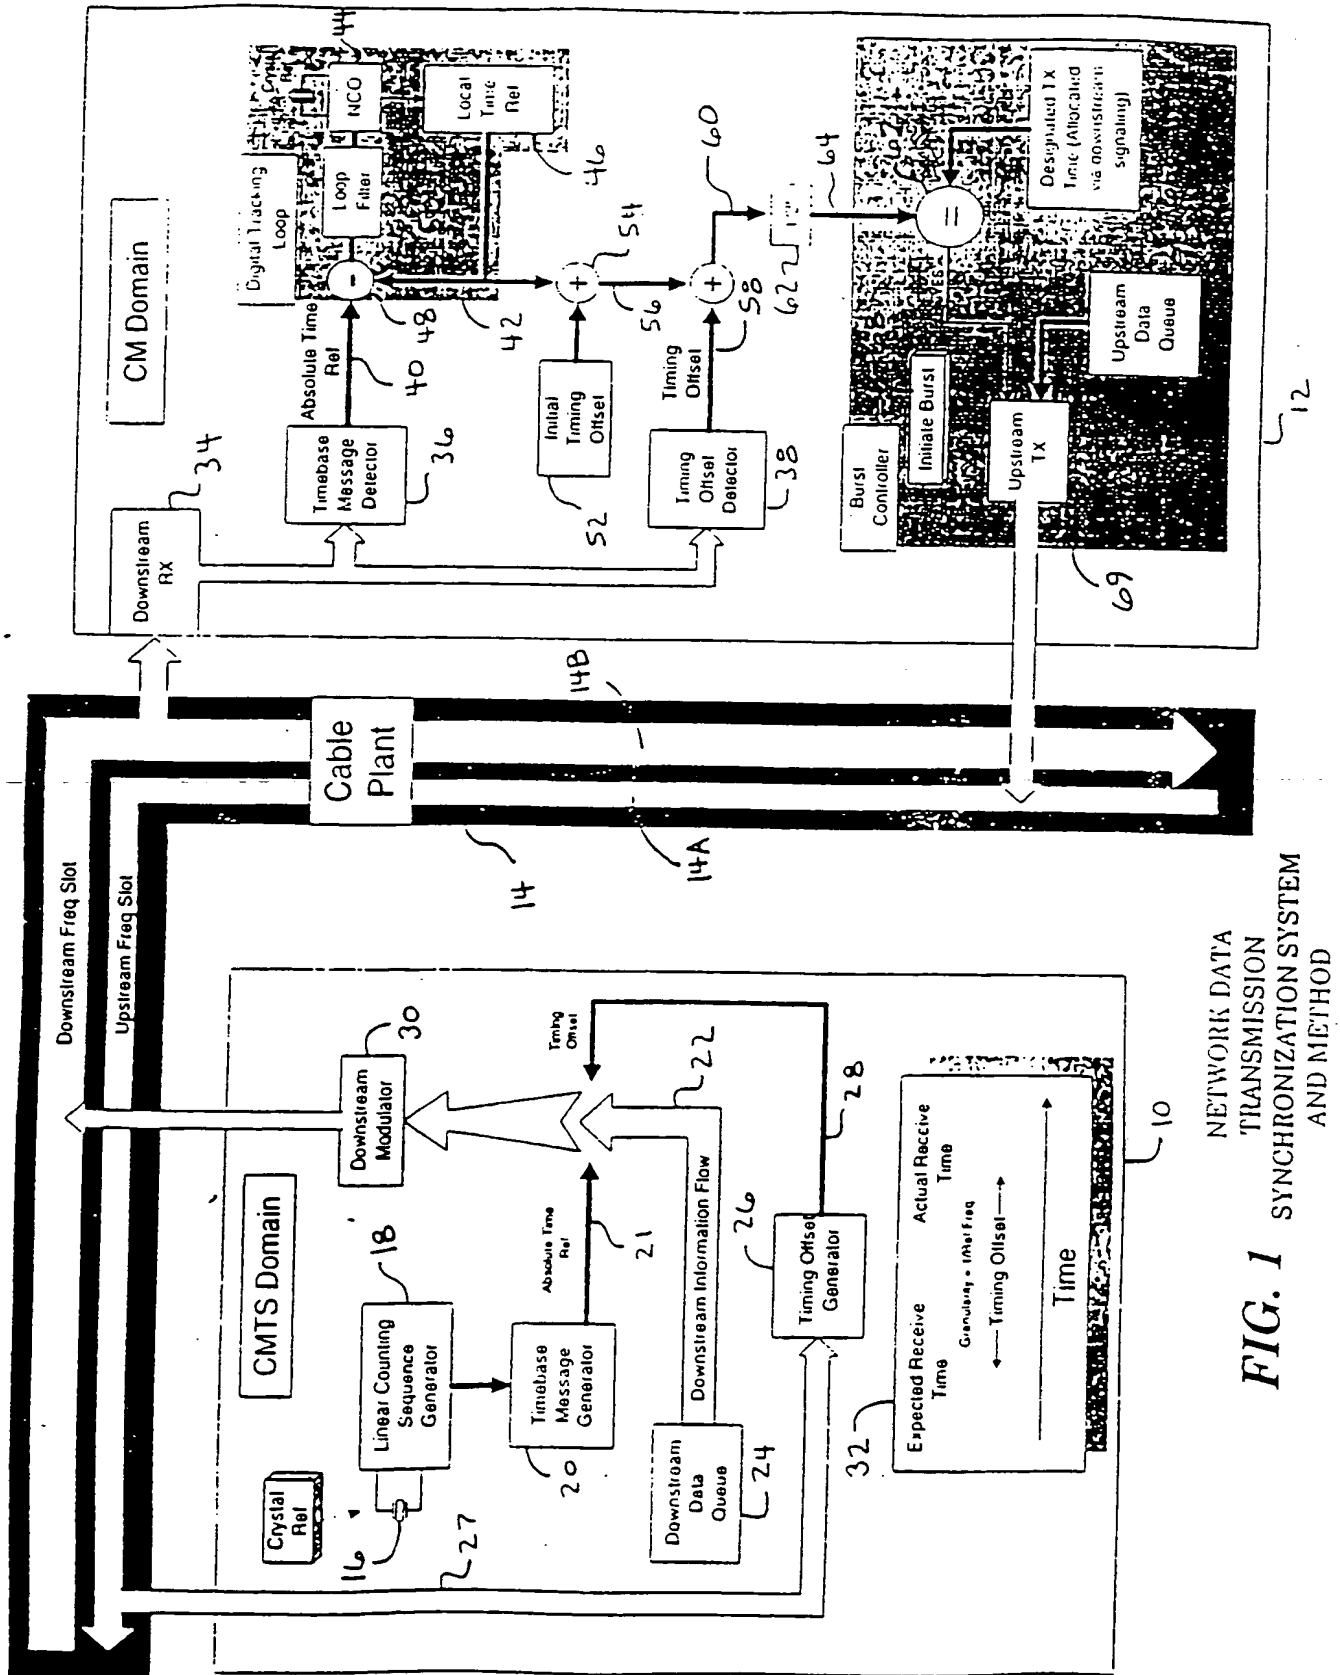 Downstream Freq Slot
Upstream Freq Slot
CMTS Domain
Crystal
Ref
16
Linear Counting
Sequence
Generator
18
Timebase
Message
Generator
20
Absolute Time
Ref
21
Downstream
Modulator
30
Timing
Offset
22
Downstream Information Flow
Downstream
Data
Queue
24
27
Timing Offset
Generator
26
28
32
Expected Receive
Time
Actual Receive
Time
Granularity = 1/Ref Freq
Timing Offset
Time
10
Cable
Plant
14
14A
14B
CM Domain
Downstream
RX
34
Timebase
Message
Detector
36
Absolute Time
Ref
40
Digital Tracking
Loop
Loop
Filter
NCO
44
Crystal
Ref
Local
Time
Ref
46
-
48
42
Initial
Timing
Offset
52
+
54
56
Timing
Offset
Detector
38
Timing
Offset
58
+
60
62
64
Burst
Controller
Initiate Burst
=
Designated TX
Time (Allocated
via downstream
signaling)
Upstream
TX
Upstream
Data
Queue
69
12
FIG. 1
NETWORK DATA
TRANSMISSION
SYNCHRONIZATION SYSTEM
AND METHOD